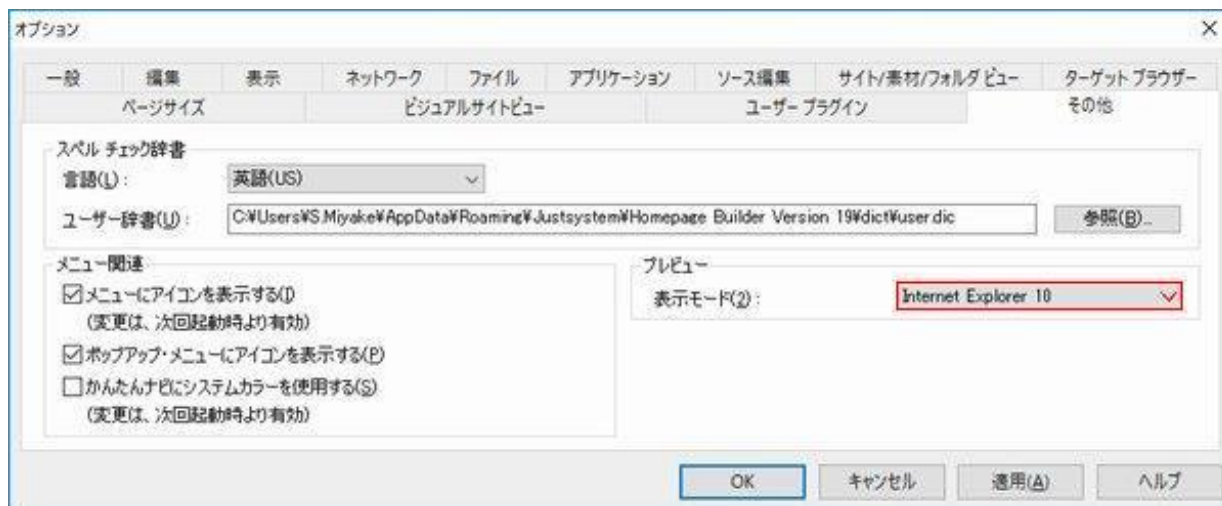 オプション
一般 編集 表示 ネットワーク ファイル アプリケーション ソース編集 サイト/素材/フォルダ ビュー ターゲット ブラウザー
ページサイズ ビジュアルサイトビュー ユーザー プラグイン その他
スペル チェック辞書
言語(L): 英語(US)
ユーザー辞書(U): C:¥Users¥S.Miyake¥AppData¥Roaming¥Justsystem¥Homepage Builder Version 19¥dict¥user.dic 参照(B)...
メニュー関連 プレビュー
メニューにアイコンを表示する(I) 表示モード(2): Internet Explorer 10
(変更は、次回起動時より有効)
ポップアップ・メニューにアイコンを表示する(P)
かんたんナビにシステムカラーを使用する(S)
(変更は、次回起動時より有効)
OK キャンセル 適用(A) ヘルプ